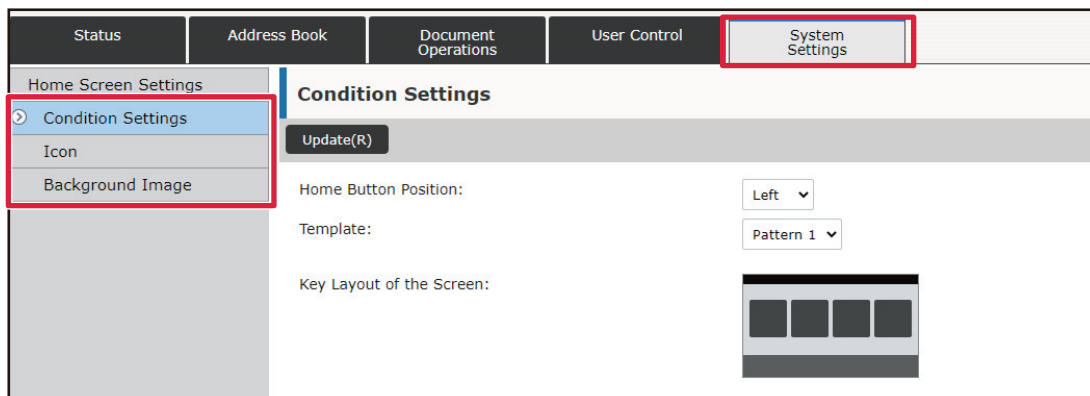 Status
Address Book
Document
Operations
User Control
System
Settings
Home Screen Settings
Condition Settings
Icon
Background Image
Condition Settings
Update(R)
Home Button Position:
Left
Template:
Pattern 1
Key Layout of the Screen: